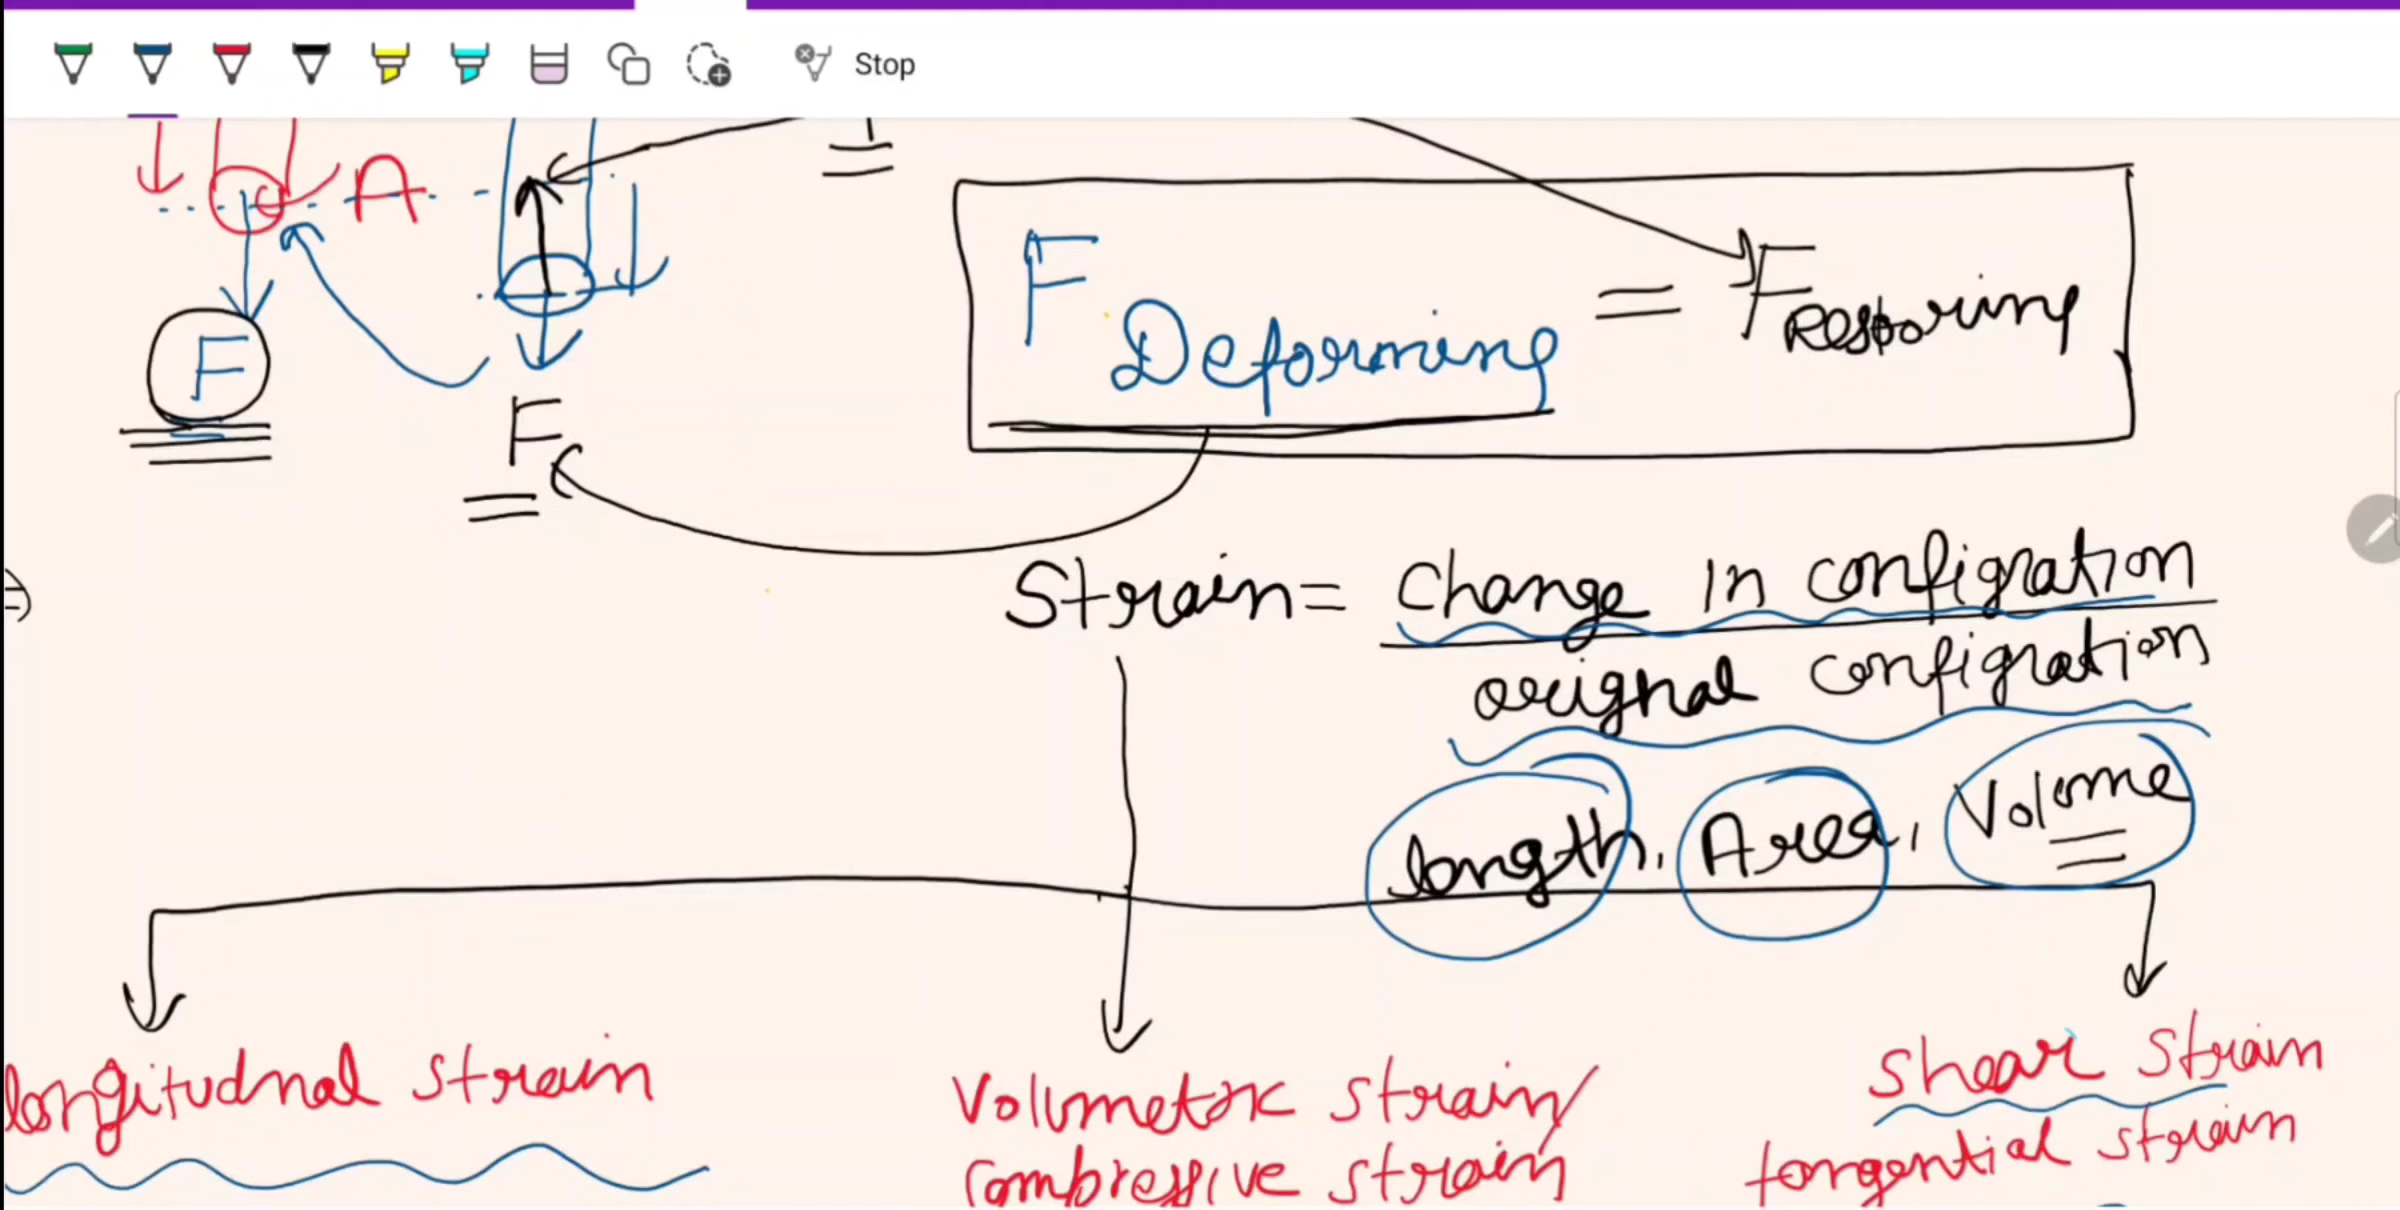 Stop
A
F Deforming = F Restoring
F
F
Strain = Change in configration
orignal configration
length, Area, Volume
longitudnal strain
Volumetric strain/
Compressive strain
Shear strain
tangential strain